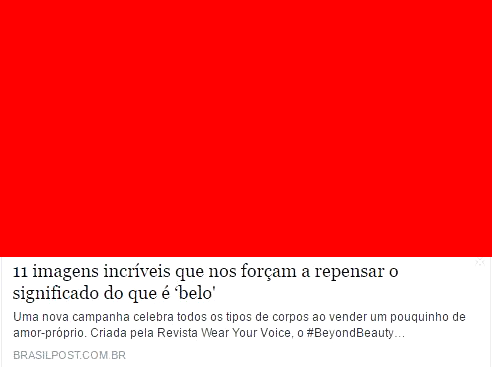 11 imagens incríveis que nos forçam a repensar o
significado do que é ‘belo'
Uma nova campanha celebra todos os tipos de corpos ao vender um pouquinho de
amor-próprio. Criada pela Revista Wear Your Voice, o #BeyondBeauty…
BRASILPOST.COM.BR